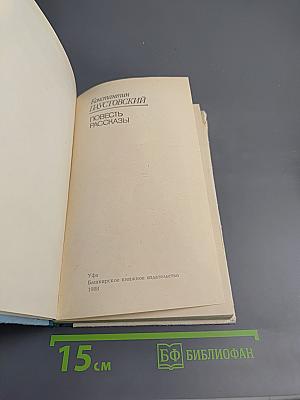 Константин
ПАУСТОВСКИЙ
ПОВЕСТЬ
РАССКАЗЫ
Уфа
Башкирское книжное издательство
1988
15 см
БФ БИБЛИОФАН